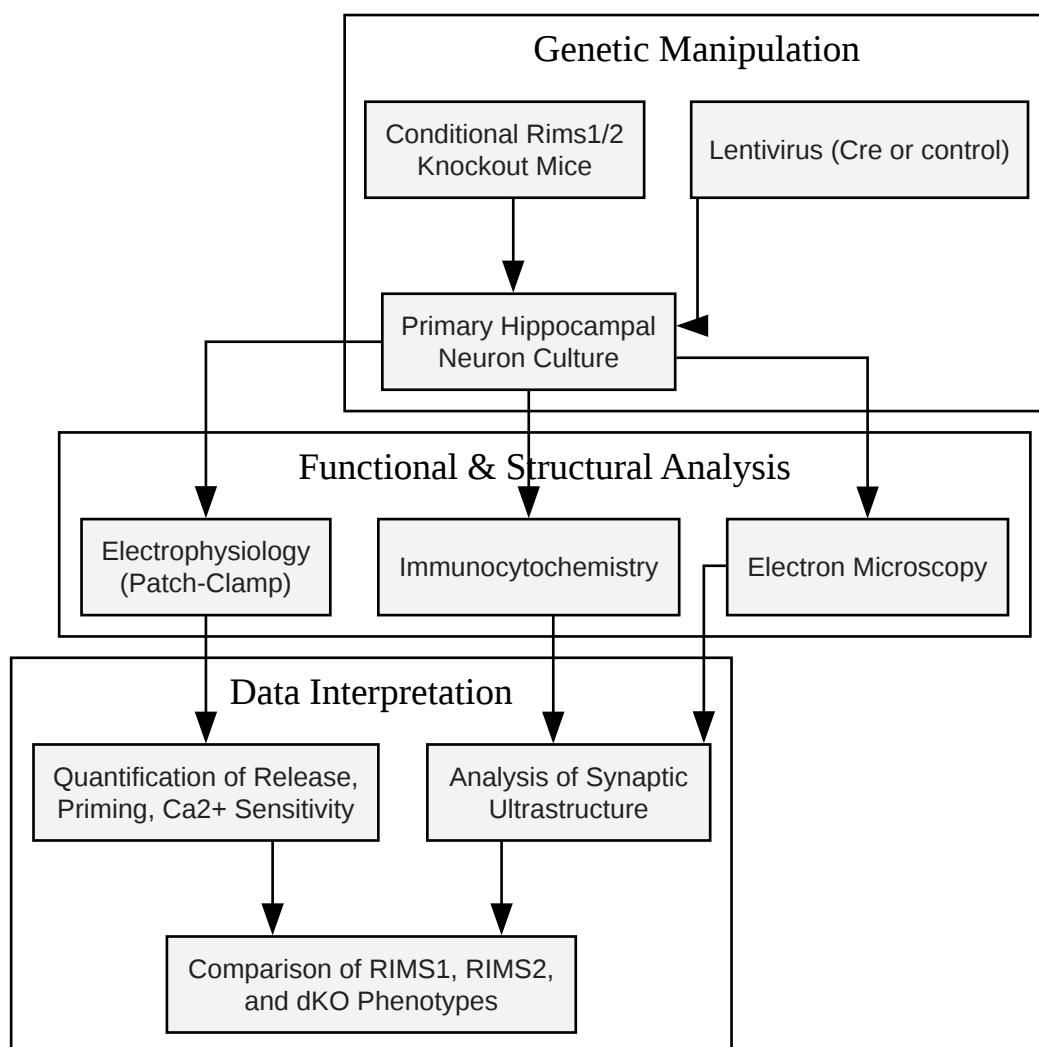 Genetic Manipulation
Conditional Rims1/2
Knockout Mice
Lentivirus (Cre or control)
Primary Hippocampal
Neuron Culture
Functional & Structural Analysis
Electrophysiology
(Patch-Clamp)
Immunocytochemistry
Electron Microscopy
Data Interpretation
Quantification of Release,
Priming, Ca2+ Sensitivity
Analysis of Synaptic
Ultrastructure
Comparison of RIMS1, RIMS2,
and dKO Phenotypes